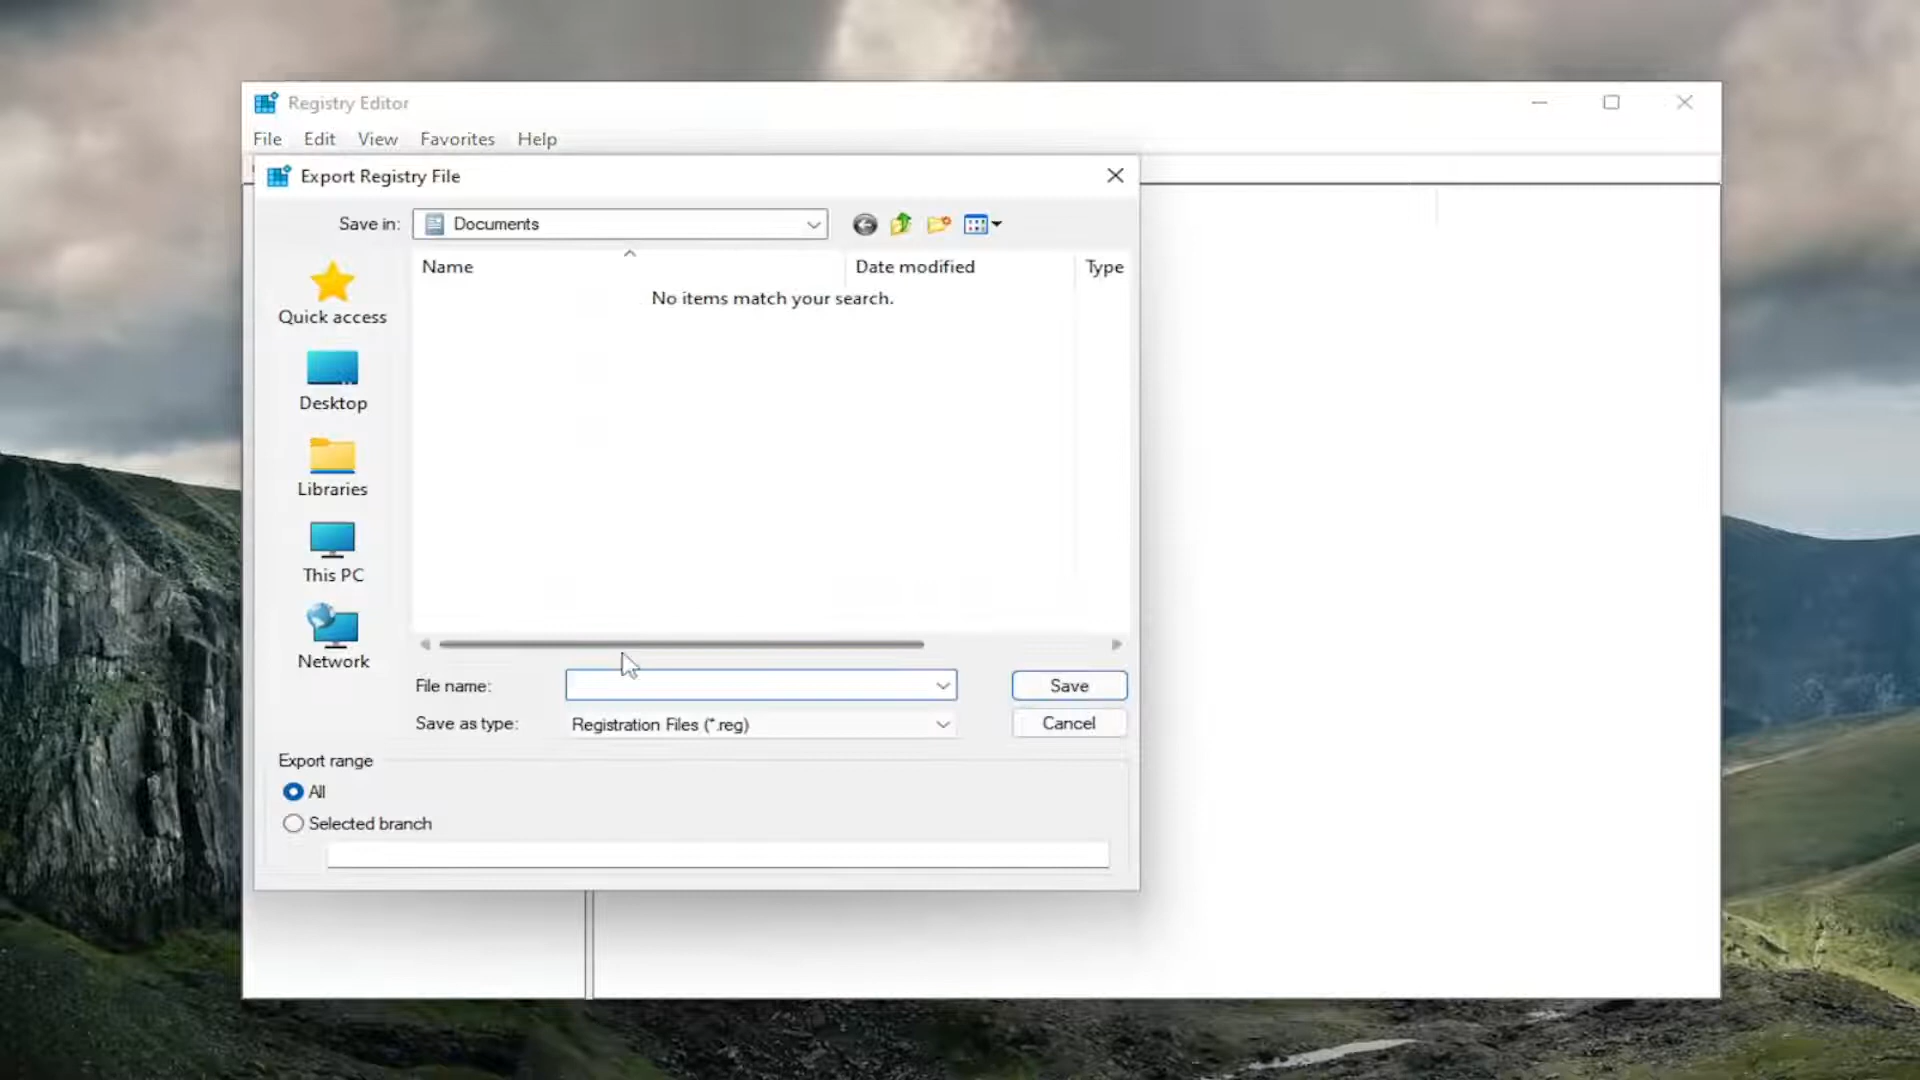 Registry Editor
File Edit View Favorites Help
Export Registry File
Save in: Documents
Name Date modified Type
No items match your search.
Quick access
Desktop
Libraries
This PC
Network
File name: Save
Save as type: Registration Files (*.reg) Cancel
Export range
All
Selected branch